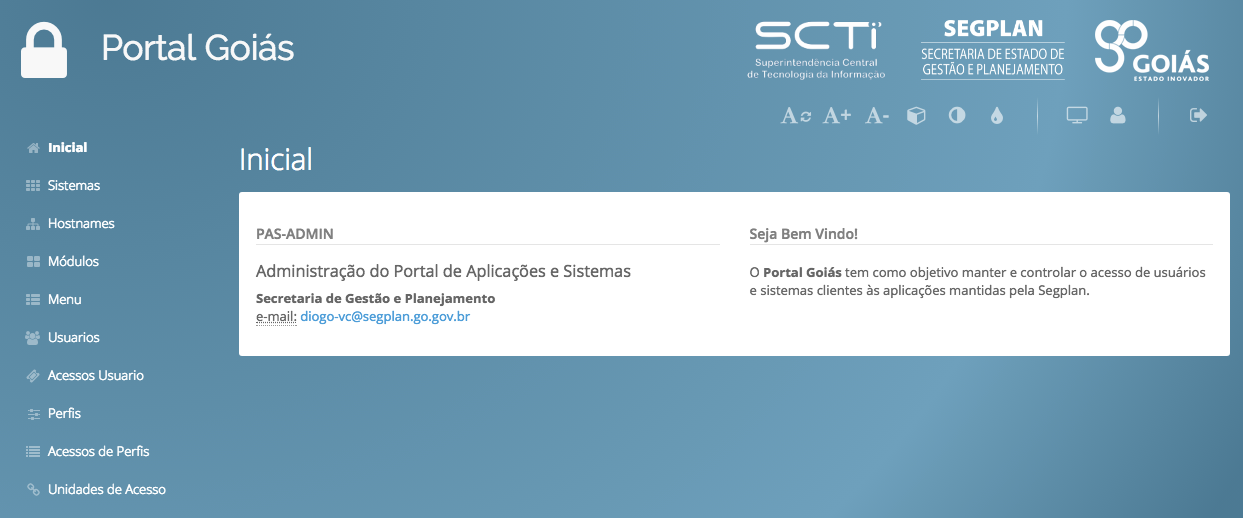 Portal Goiás
SCTi
Superintendência Central
de Tecnologia da Informação
SEGPLAN
SECRETARIA DE ESTADO DE
GESTÃO E PLANEJAMENTO
go
GOIÁS
ESTADO INOVADOR
A A+ A-
Inicial
Sistemas
Hostnames
Módulos
Menu
Usuarios
Acessos Usuario
Perfis
Acessos de Perfis
Unidades de Acesso
Inicial
PAS-ADMIN
Administração do Portal de Aplicações e Sistemas
Secretaria de Gestão e Planejamento
e-mail: diogo-vc@segplan.go.gov.br
Seja Bem Vindo!
O Portal Goiás tem como objetivo manter e controlar o acesso de usuários
e sistemas clientes às aplicações mantidas pela Segplan.